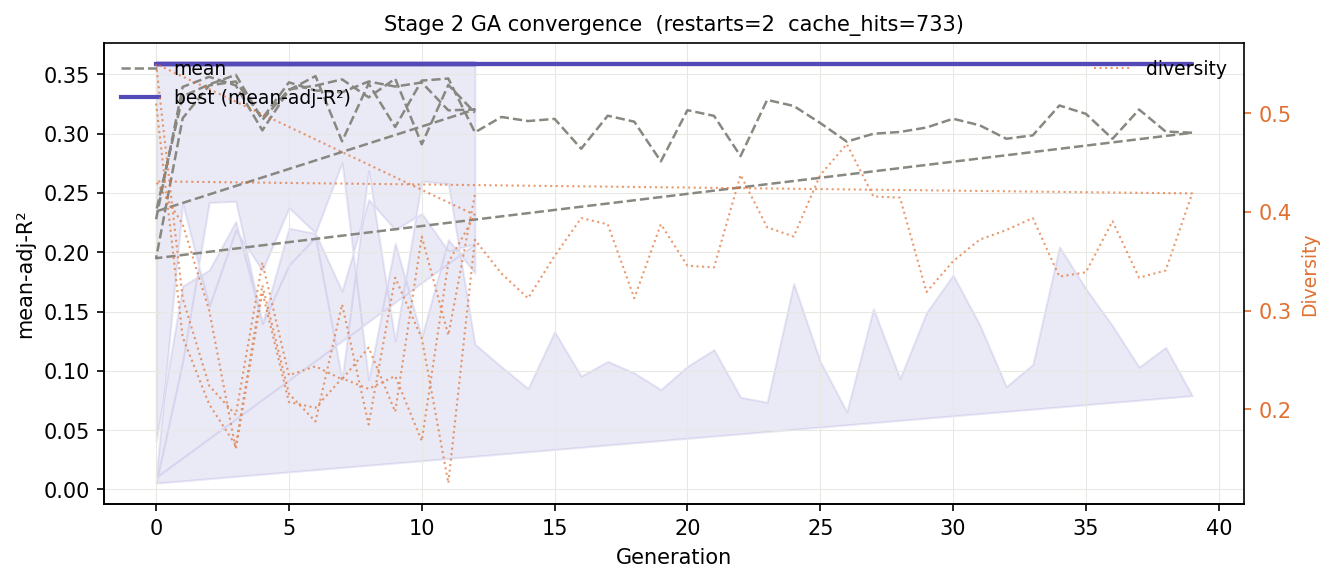 Stage 2 GA convergence  (restarts=2  cache_hits=733)
mean
best (mean-adj-R²)
diversity
mean-adj-R²
0.35
0.30
0.25
0.20
0.15
0.10
0.05
0.00
0.5
0.4
0.3
0.2
Diversity
0 5 10 15 20 25 30 35 40
Generation